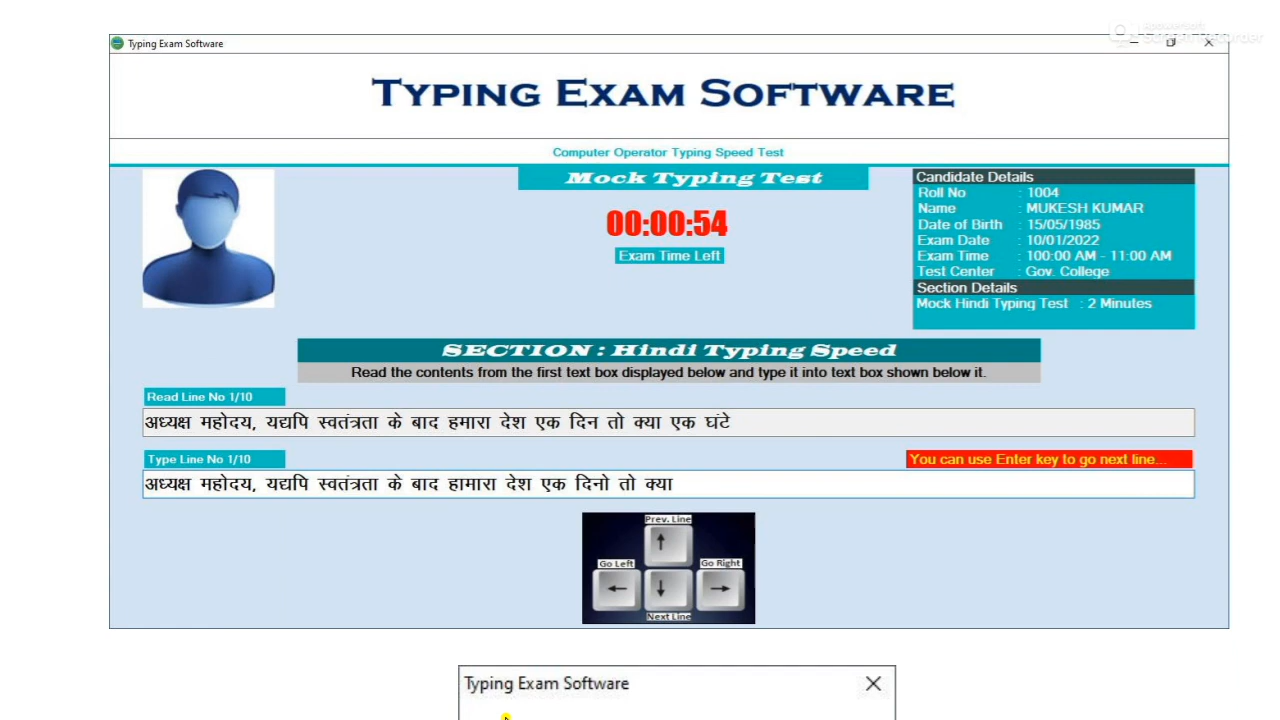 Apowersoft
Screen Recorder
Typing Exam Software
TYPING EXAM SOFTWARE
Computer Operator Typing Speed Test
Mock Typing Test
00:00:54
Exam Time Left
Candidate Details
Roll No : 1004
Name : MUKESH KUMAR
Date of Birth : 15/05/1985
Exam Date : 10/01/2022
Exam Time : 100:00 AM - 11:00 AM
Test Center : Gov. College
Section Details
Mock Hindi Typing Test : 2 Minutes
SECTION : Hindi Typing Speed
Read the contents from the first text box displayed below and type it into text box shown below it.
Read Line No 1/10
अध्यक्ष महोदय, यद्यपि स्वतंत्रता के बाद हमारा देश एक दिन तो क्या एक घंटे
Type Line No 1/10
You can use Enter key to go next line...
अध्यक्ष महोदय, यद्यपि स्वतंत्रता के बाद हामारा देश एक दिनो तो क्या
Prev. Line
Go Left
Go Right
Next Line
Typing Exam Software